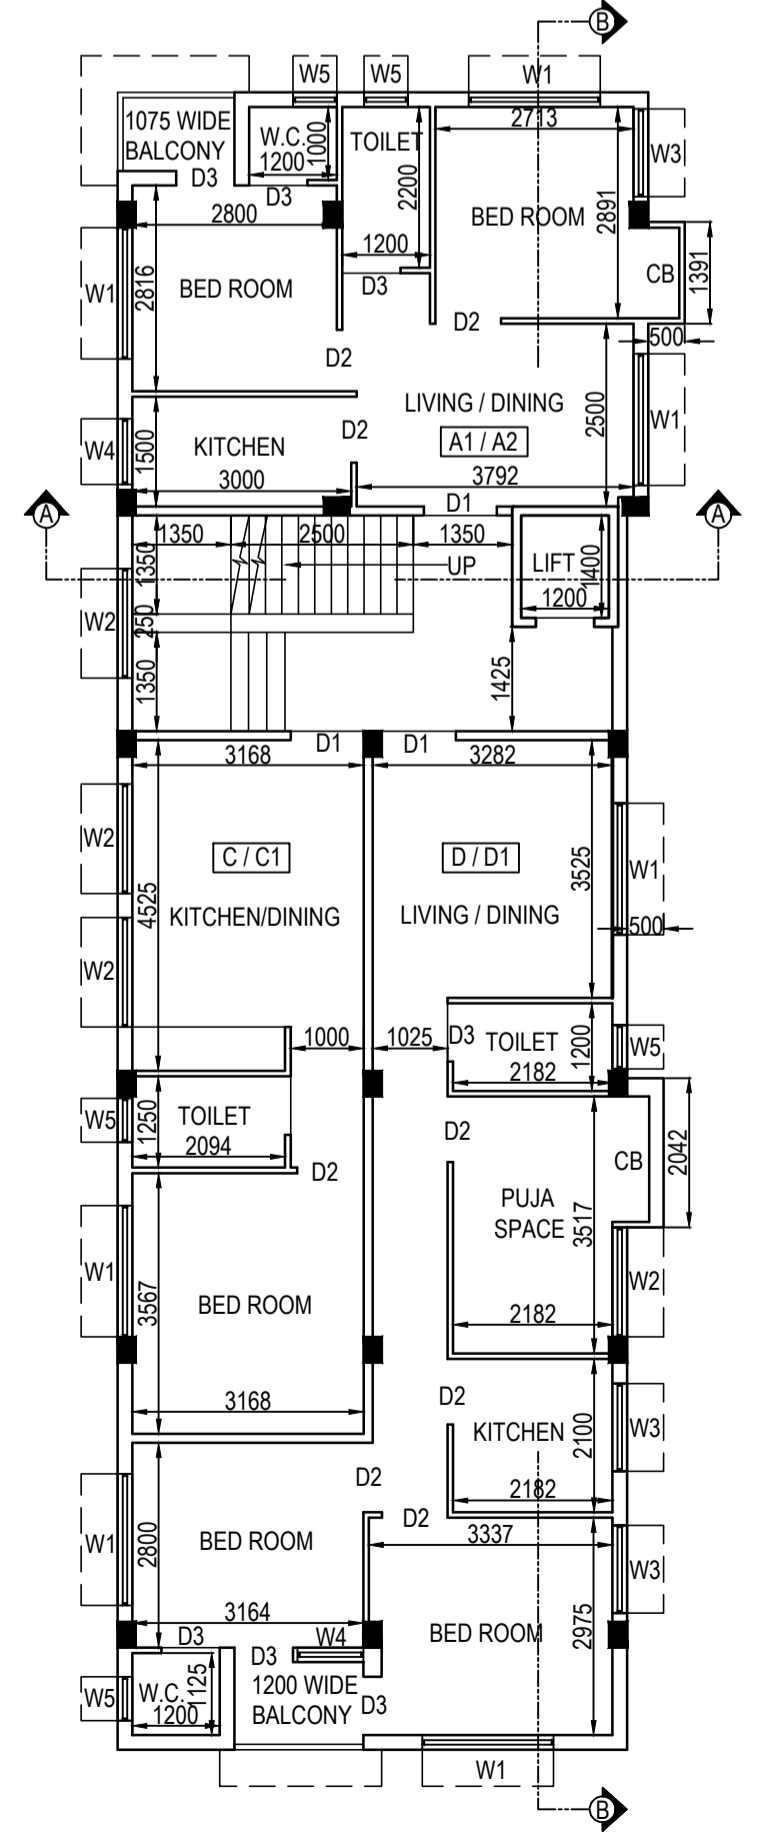 B
W5
W5
W1
1075 WIDE
BALCONY
W.C.
1200
1000
TOILET
2713
W3
D3
D3
2200
2891
2800
BED ROOM
1200
CB
1391
W1
2816
BED ROOM
D3
D2
500
D2
LIVING / DINING
2500
W1
W4
1500
KITCHEN
D2
A1 / A2
3000
3792
D1
A
A
1350
2500
1350
UP
LIFT
1400
1350
1200
W2
250
1350
1425
D1
D1
3168
3282
W2
C / C1
D / D1
3525
W1
4525
KITCHEN/DINING
LIVING / DINING
500
W2
1000
1025
D3
TOILET
1200
W5
2182
W5
1250
TOILET
2094
D2
D2
CB
2042
PUJA
SPACE
3517
W1
3567
BED ROOM
2182
W2
3168
D2
KITCHEN
2100
W3
2182
D2
D2
W1
2800
BED ROOM
3337
W3
3164
BED ROOM
2975
D3
W4
D3
W5
W.C.
1125
1200
1200 WIDE
BALCONY
D3
W1
B